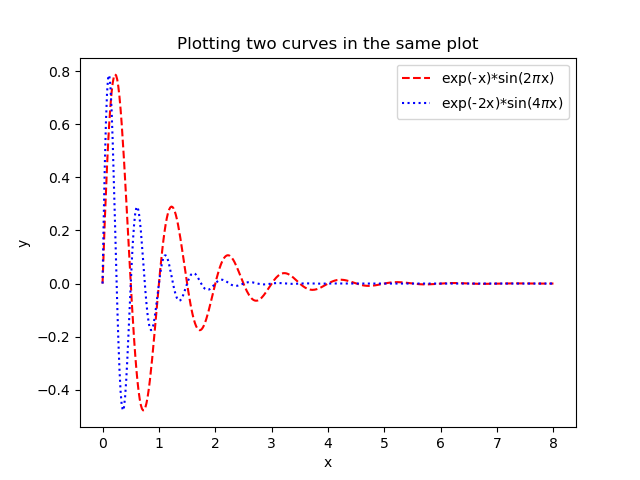 Plotting two curves in the same plot
exp(-x)*sin(2πx)
exp(-2x)*sin(4πx)
0.8
0.6
0.4
0.2
0.0
−0.2
−0.4
y
0 1 2 3 4 5 6 7 8
x